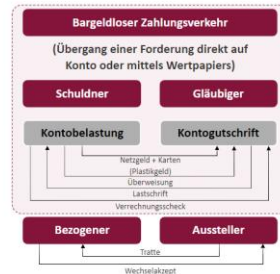 Bargeldloser Zahlungsverkehr
(Übergang einer Forderung direkt auf
Konto oder mittels Wertpapiers)
Schuldner
Gläubiger
Kontobelastung
Kontogutschrift
Netzgeld + Karten
(Plastikgeld)
Überweisung
Lastschrift
Verrechnungsscheck
Bezogener
Aussteller
Tratte
Wechselakzept